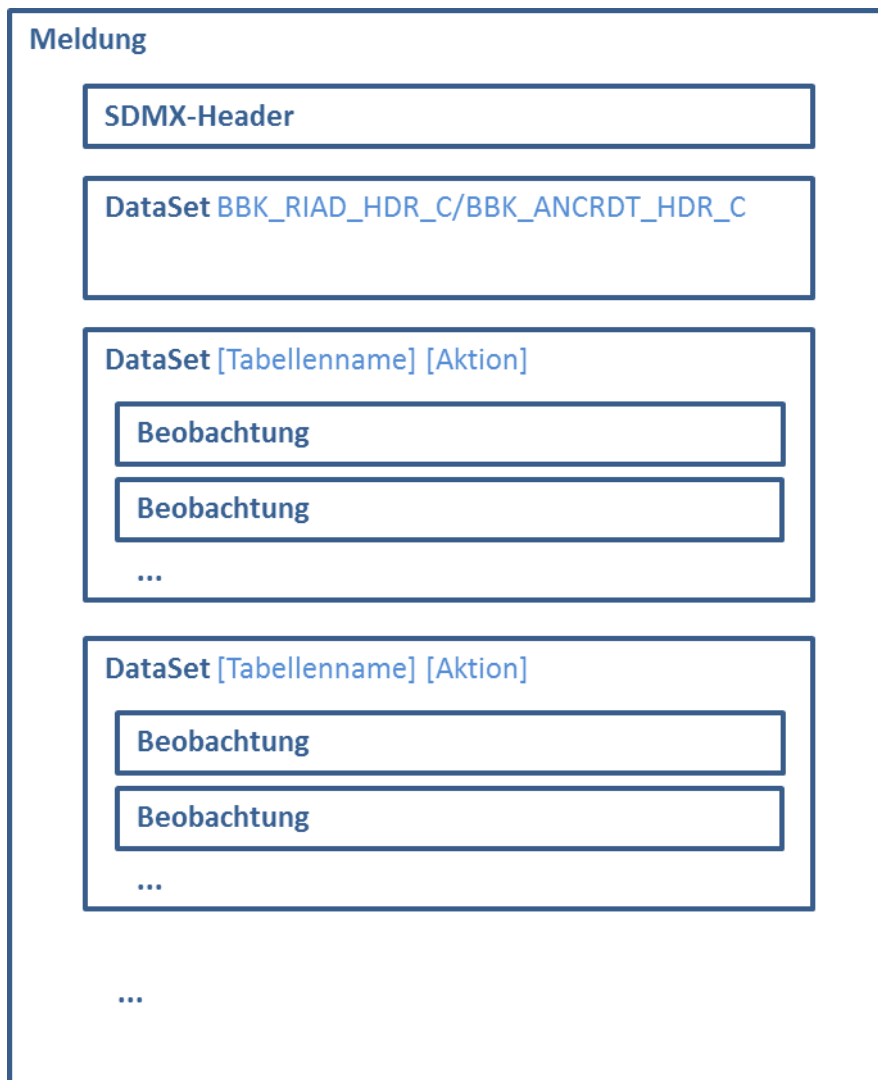 Meldung
SDMX-Header
DataSet BBK_RIAD_HDR_C/BBK_ANCRDT_HDR_C
DataSet [Tabellenname] [Aktion]
Beobachtung
Beobachtung
...
DataSet [Tabellenname] [Aktion]
Beobachtung
Beobachtung
...
...